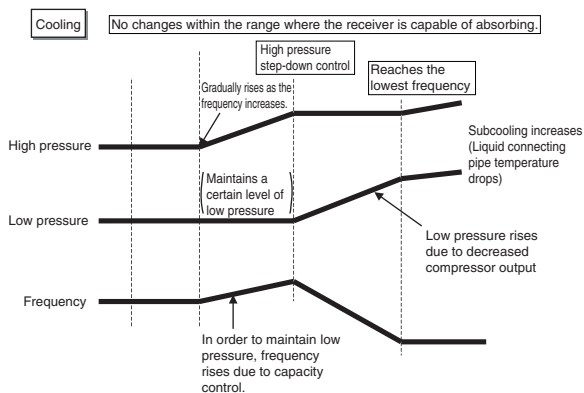 Cooling
No changes within the range where the receiver is capable of absorbing.
High pressure
step-down control
Reaches the
lowest frequency
Gradually rises as the
frequency increases.
High pressure
Subcooling increases
(Liquid connecting
pipe temperature
drops)
(Maintains a
certain level of
low pressure)
Low pressure
Low pressure rises
due to decreased
compressor output
Frequency
In order to maintain low
pressure, frequency
rises due to capacity
control.